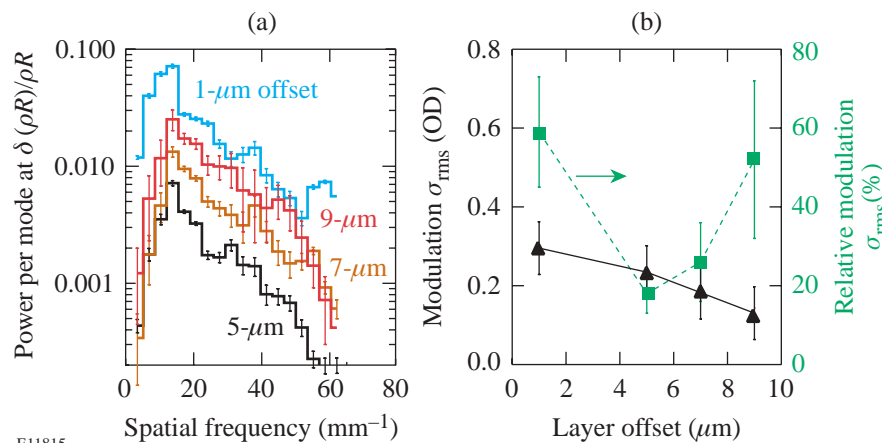 (a)
(b)
Power per mode at δ (ρR)/ρR
0.100
0.010
0.001
1-μm offset
9-μm
7-μm
5-μm
0 20 40 60 80
Spatial frequency (mm⁻¹)
Modulation σrms (OD)
0.8
0.6
0.4
0.2
0.0
0 2 4 6 8 10
Layer offset (μm)
80
60
40
20
0
Relative modulation
σrms(%)
E11815